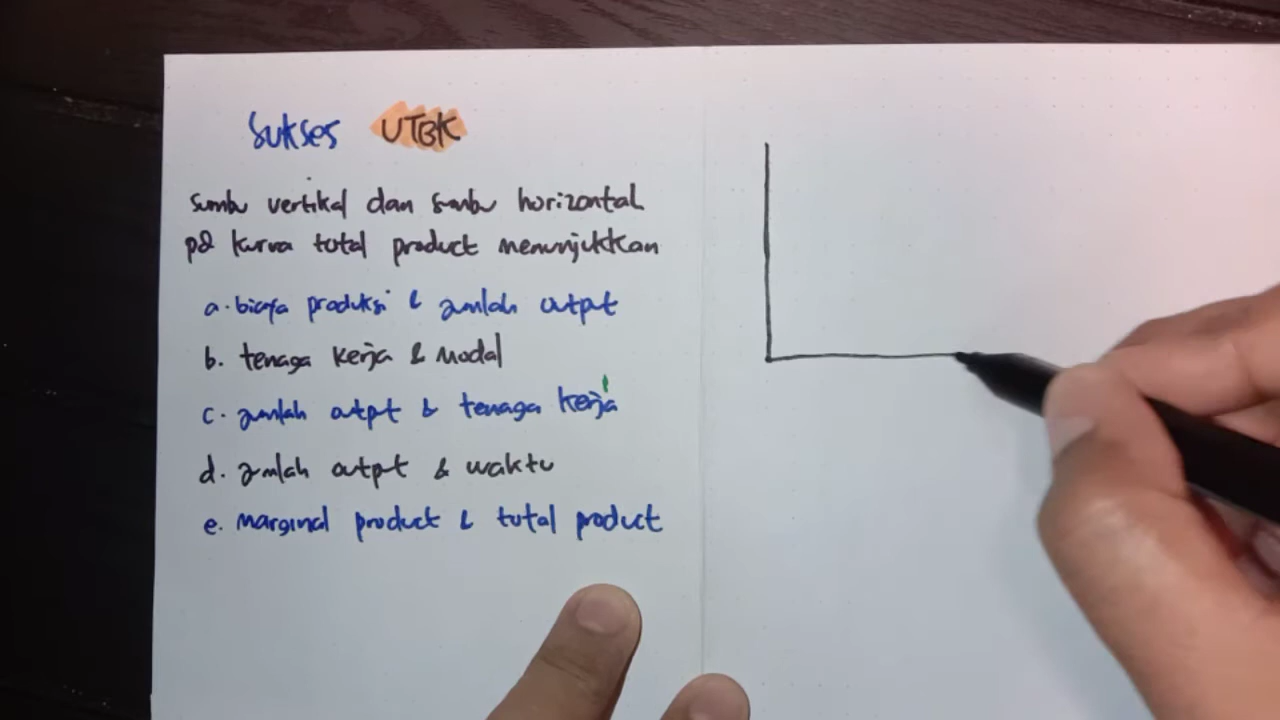 Sukses UTBK
sumbu vertikal dan sumbu horizontal
pd kurva total product menunjukkan
a. biaya produksi & jumlah output
b. tenaga kerja & Modal
c. jumlah output & tenaga kerja
d. jumlah output & waktu
e. marginal product & total product